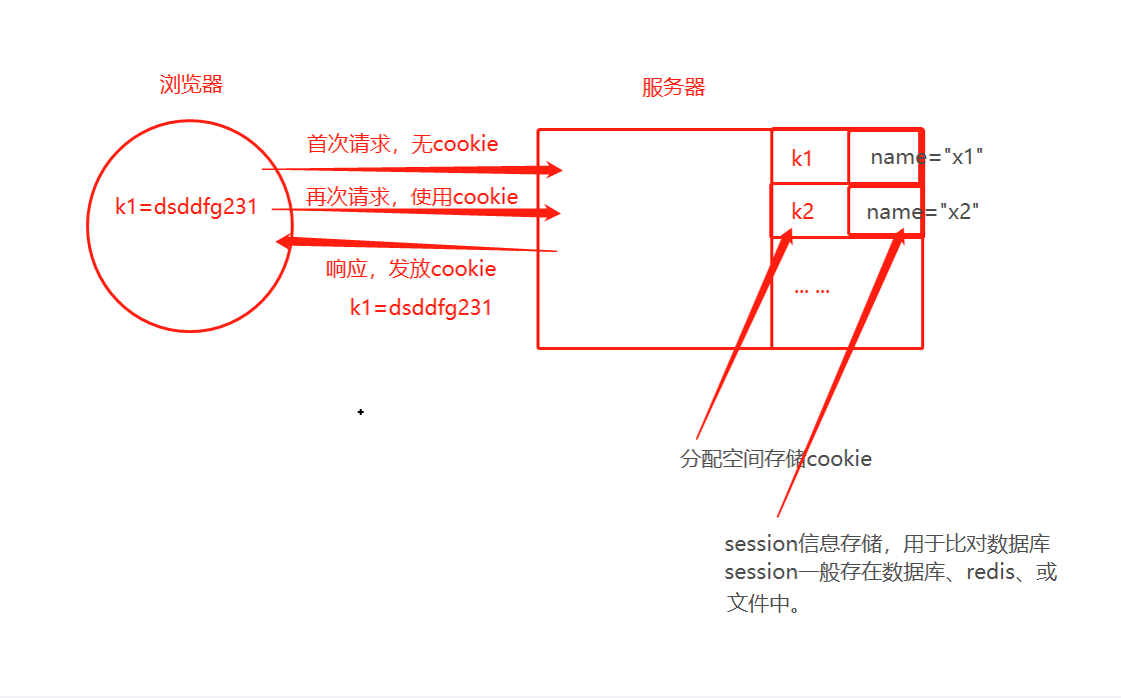 浏览器
服务器
首次请求，无cookie
k1
name="x1"
再次请求，使用cookie
k1=dsddfg231
k2
name="x2"
响应，发放cookie
k1=dsddfg231
... ...
分配空间存储cookie
session信息存储，用于比对数据库
session一般存在数据库、redis、或
文件中。